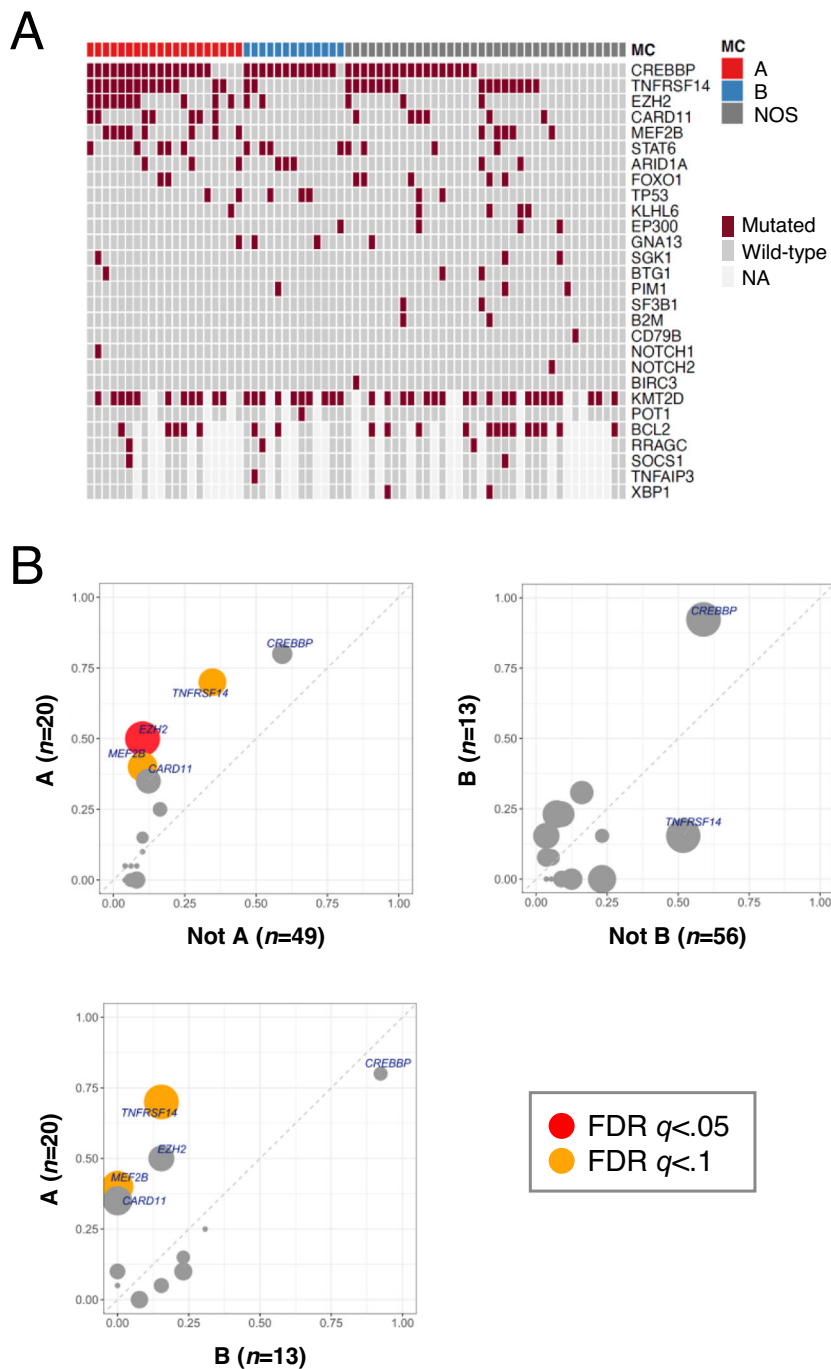 A
MC
MC
A
B
NOS
CREBBP
TNFRSF14
EZH2
CARD11
MEF2B
STAT6
ARID1A
FOXO1
TP53
KLHL6
EP300
GNA13
SGK1
BTG1
PIM1
SF3B1
B2M
CD79B
NOTCH1
NOTCH2
BIRC3
KMT2D
POT1
BCL2
RRAGC
SOCS1
TNFAIP3
XBP1
Mutated
Wild-type
NA
B
1.00
0.75
0.50
0.25
0.00
A (n=20)
CREBBP
TNFRSF14
EZH2
MEF2B
CARD11
0.00 0.25 0.50 0.75 1.00
Not A (n=49)
1.00
0.75
0.50
0.25
0.00
B (n=13)
CREBBP
TNFRSF14
0.00 0.25 0.50 0.75 1.00
Not B (n=56)
1.00
0.75
0.50
0.25
0.00
A (n=20)
CREBBP
TNFRSF14
EZH2
MEF2B
CARD11
0.00 0.25 0.50 0.75 1.00
B (n=13)
FDR q<.05
FDR q<.1